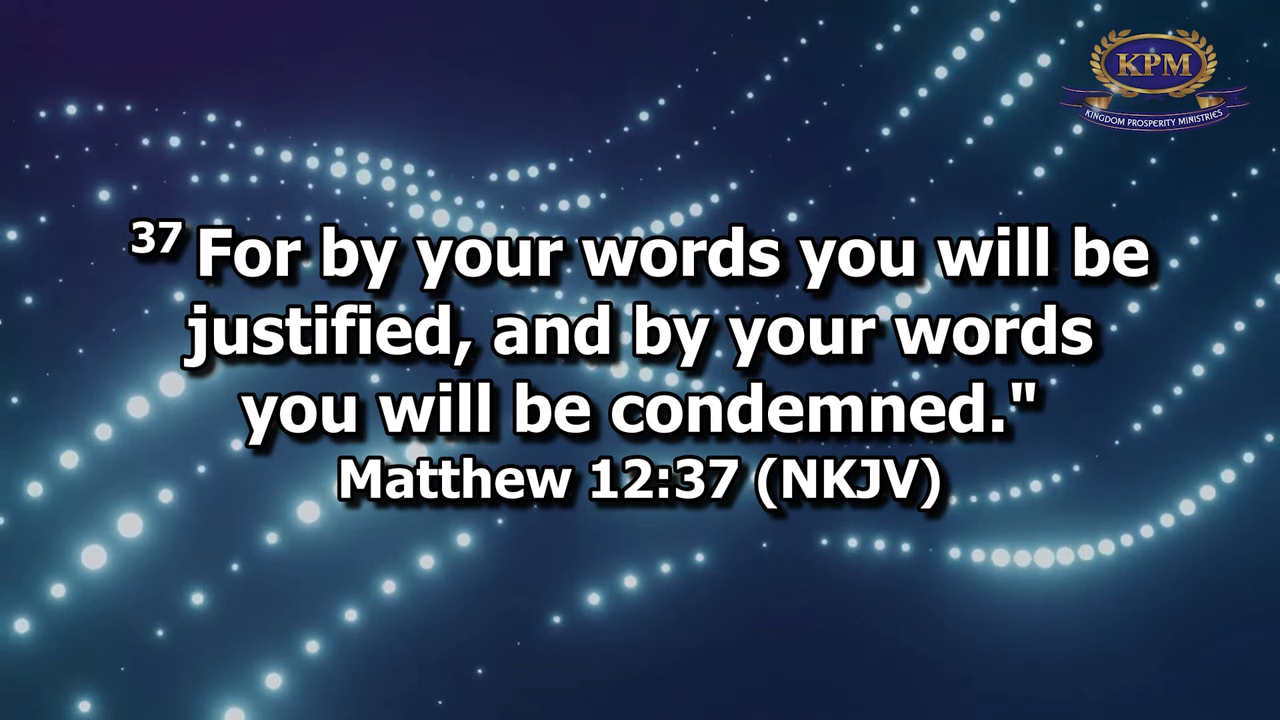 KPM
KINGDOM PROSPERITY MINISTRIES
37 For by your words you will be
justified, and by your words
you will be condemned."
Matthew 12:37 (NKJV)